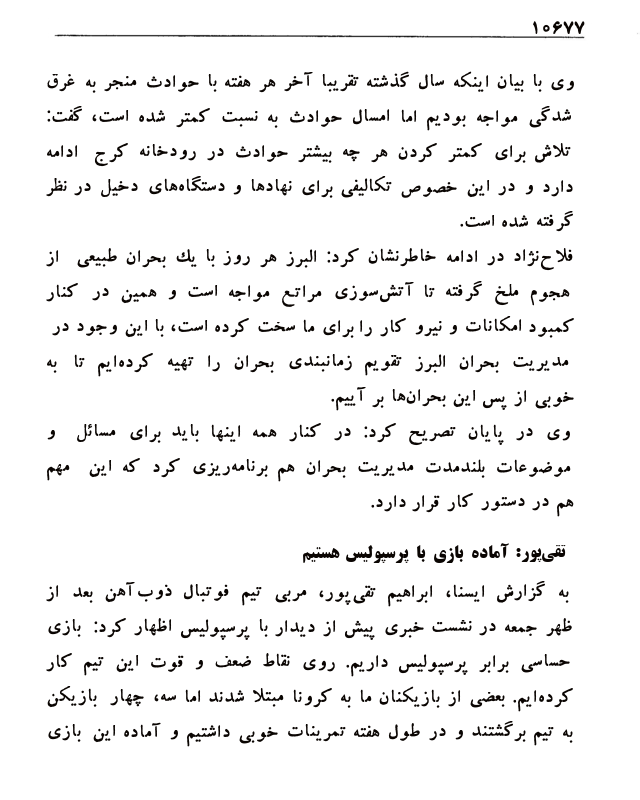 ۱۰۶۷۷
وی با بیان اینکه سال گذشته تقریبا آخر هر هفته با حوادث منجر به غرق
شدگی مواجه بودیم اما امسال حوادث به نسبت کمتر شده است، گفت:
تلاش برای کمتر کردن هر چه بیشتر حوادث در رودخانه کرج ادامه
دارد و در این خصوص تکالیفی برای نهادها و دستگاه‌های دخیل در نظر
گرفته شده است.
فلاح‌نژاد در ادامه خاطرنشان کرد: البرز هر روز با یك بحران طبیعی از
هجوم ملخ گرفته تا آتش‌سوزی مراتع مواجه است و همین در کنار
کمبود امکانات و نیرو کار را برای ما سخت کرده است، با این وجود در
مدیریت بحران البرز تقویم زمانبندی بحران را تهیه کرده‌ایم تا به
خوبی از پس این بحران‌ها بر آییم.
وی در پایان تصریح کرد: در کنار همه اینها باید برای مسائل و
موضوعات بلندمدت مدیریت بحران هم برنامه‌ریزی کرد که این مهم
هم در دستور کار قرار دارد.
تقی‌پور: آماده بازی با پرسپولیس هستیم
به گزارش ایسنا، ابراهیم تقی‌پور، مربی تیم فوتبال ذوب‌آهن بعد از
ظهر جمعه در نشست خبری پیش از دیدار با پرسپولیس اظهار کرد: بازی
حساسی برابر پرسپولیس داریم. روی نقاط ضعف و قوت این تیم کار
کرده‌ایم. بعضی از بازیکنان ما به کرونا مبتلا شدند اما سه، چهار بازیکن
به تیم برگشتند و در طول هفته تمرینات خوبی داشتیم و آماده این بازی